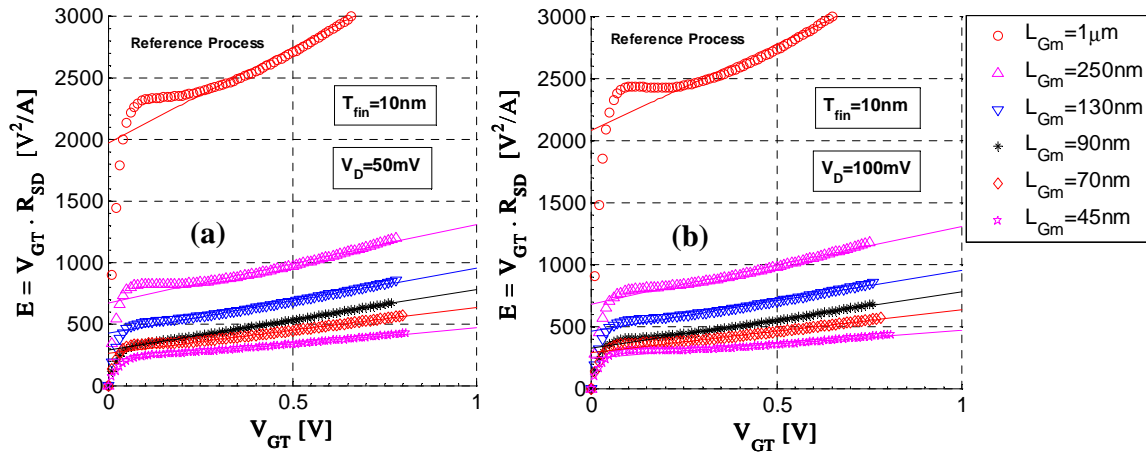 Reference Process
T_fin=10nm
V_D=50mV
(a)
3000
2500
2000
1500
1000
500
0
0
0.5
1
E = V_GT · R_SD [V²/A]
V_GT [V]
Reference Process
T_fin=10nm
V_D=100mV
(b)
3000
2500
2000
1500
1000
500
0
0
0.5
1
E = V_GT · R_SD [V²/A]
V_GT [V]
L_Gm=1μm
L_Gm=250nm
L_Gm=130nm
L_Gm=90nm
L_Gm=70nm
L_Gm=45nm